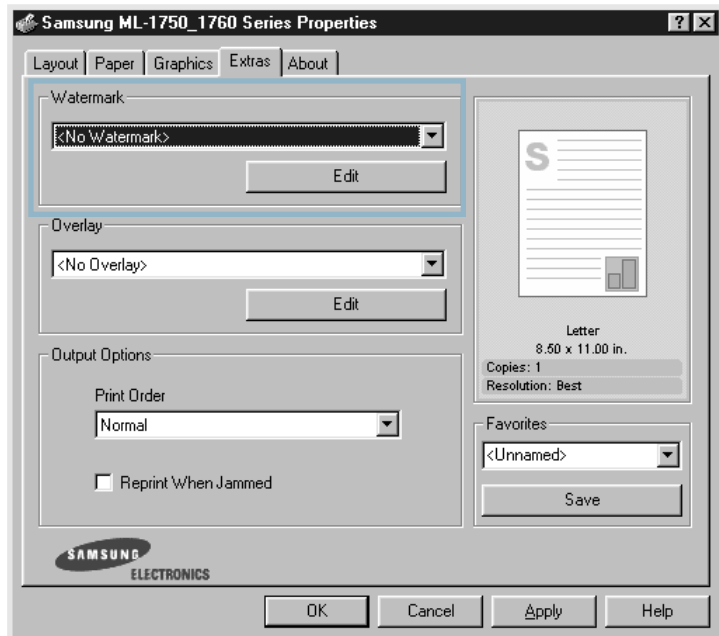 Samsung ML-1750_1760 Series Properties
Layout Paper Graphics Extras About
Watermark
<No Watermark>
Edit
Overlay
<No Overlay>
Edit
Output Options
Print Order
Normal
Reprint When Jammed
SAMSUNG
ELECTRONICS
S
Letter
8.50 x 11.00 in.
Copies: 1
Resolution: Best
Favorites
<Unnamed>
Save
OK Cancel Apply Help